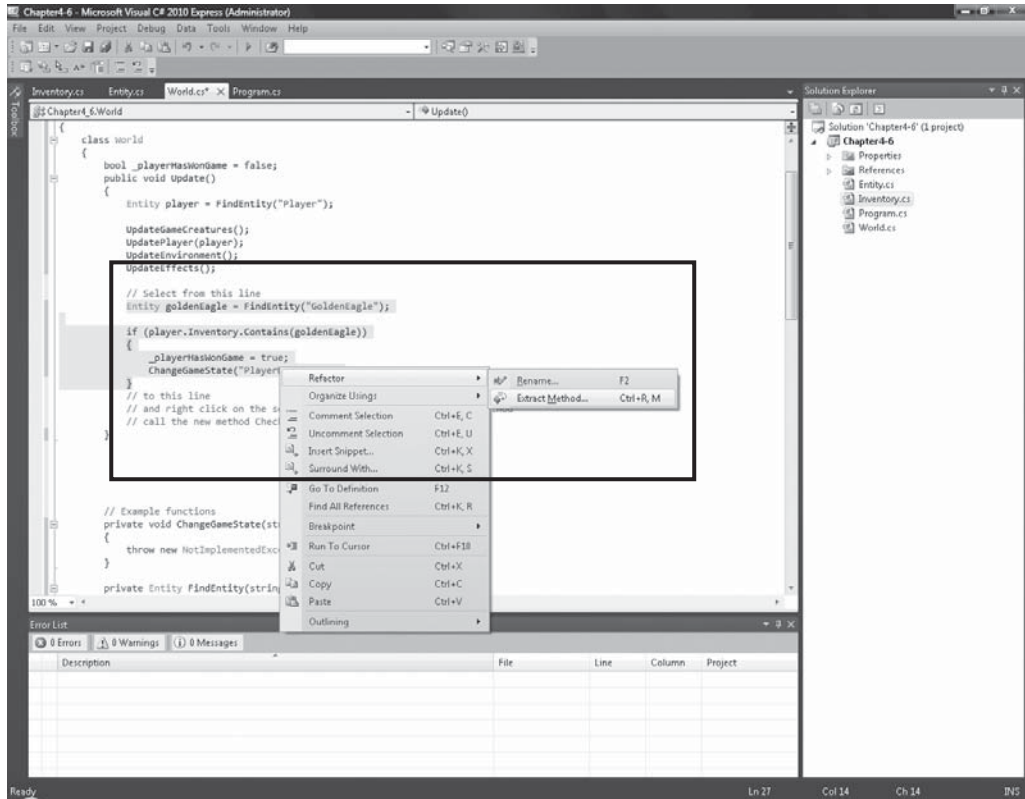 Chapter4-6 - Microsoft Visual C# 2010 Express (Administrator)
File Edit View Project Debug Data Tools Window Help
Toolbox
Inventory.cs Entity.cs World.cs* Program.cs
Chapter4_6.World
Update()
{
class World
{
bool _playerHasWonGame = false;
public void Update()
{
Entity player = FindEntity("Player");
UpdateGameCreatures();
UpdatePlayer(player);
UpdateEnvironment();
UpdateEffects();
// Select from this line
Entity goldenEagle = FindEntity("GoldenEagle");
if (player.Inventory.Contains(goldenEagle))
{
_playerHasWonGame = true;
ChangeGameState("Player
}
// to this line
// and right click on the s
// call the new method Chec
}
// Example functions
private void ChangeGameState(st
{
throw new NotImplementedExc
}
private Entity FindEntity(strin
100 %
Refactor
Organize Usings
Comment Selection Ctrl+E, C
Uncomment Selection Ctrl+E, U
Insert Snippet... Ctrl+K, X
Surround With... Ctrl+K, S
Go To Definition F12
Find All References Ctrl+K, R
Breakpoint
Run To Cursor Ctrl+F10
Cut Ctrl+X
Copy Ctrl+C
Paste Ctrl+V
Outlining
Rename... F2
Extract Method... Ctrl+R, M
Solution Explorer
Solution 'Chapter4-6' (1 project)
Chapter4-6
Properties
References
Entity.cs
Inventory.cs
Program.cs
World.cs
Error List
0 Errors 0 Warnings 0 Messages
Description File Line Column Project
Ready Ln 27 Col 14 Ch 14 INS